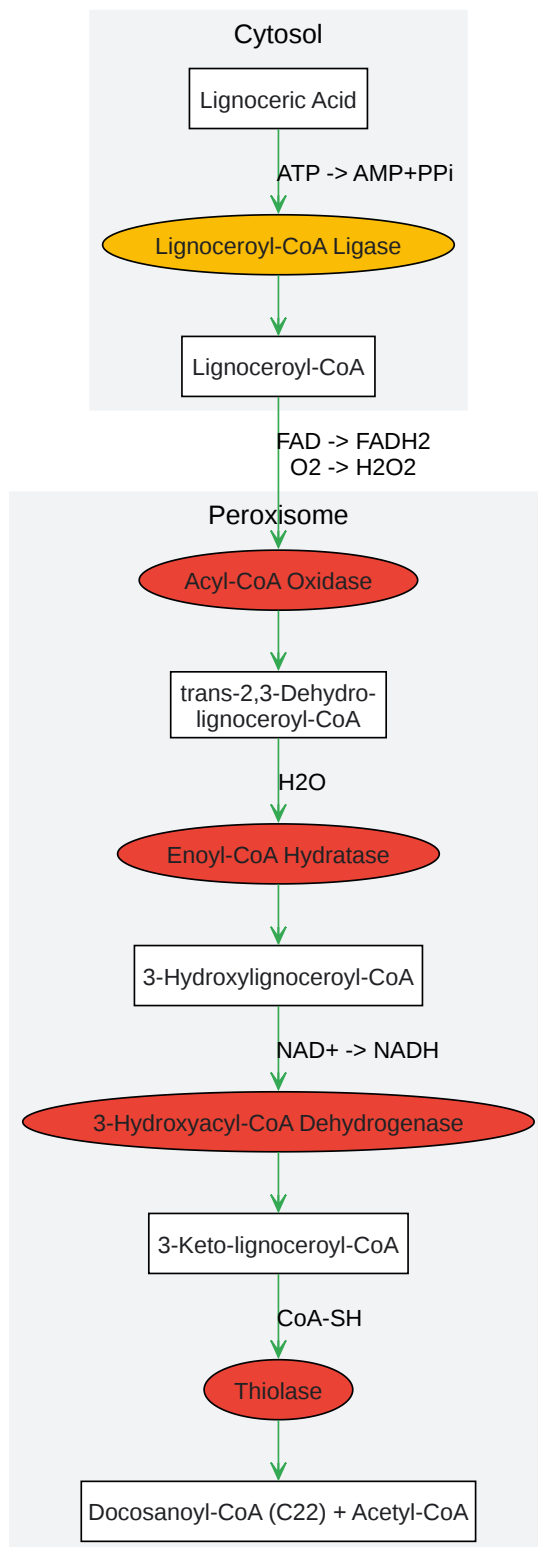 Cytosol
Lignoceric Acid
ATP -> AMP+PPi
Lignoceroyl-CoA Ligase
Lignoceroyl-CoA
FAD -> FADH2
O2 -> H2O2
Peroxisome
Acyl-CoA Oxidase
trans-2,3-Dehydro-
lignoceroyl-CoA
H2O
Enoyl-CoA Hydratase
3-Hydroxylignoceroyl-CoA
NAD+ -> NADH
3-Hydroxyacyl-CoA Dehydrogenase
3-Keto-lignoceroyl-CoA
CoA-SH
Thiolase
Docosanoyl-CoA (C22) + Acetyl-CoA